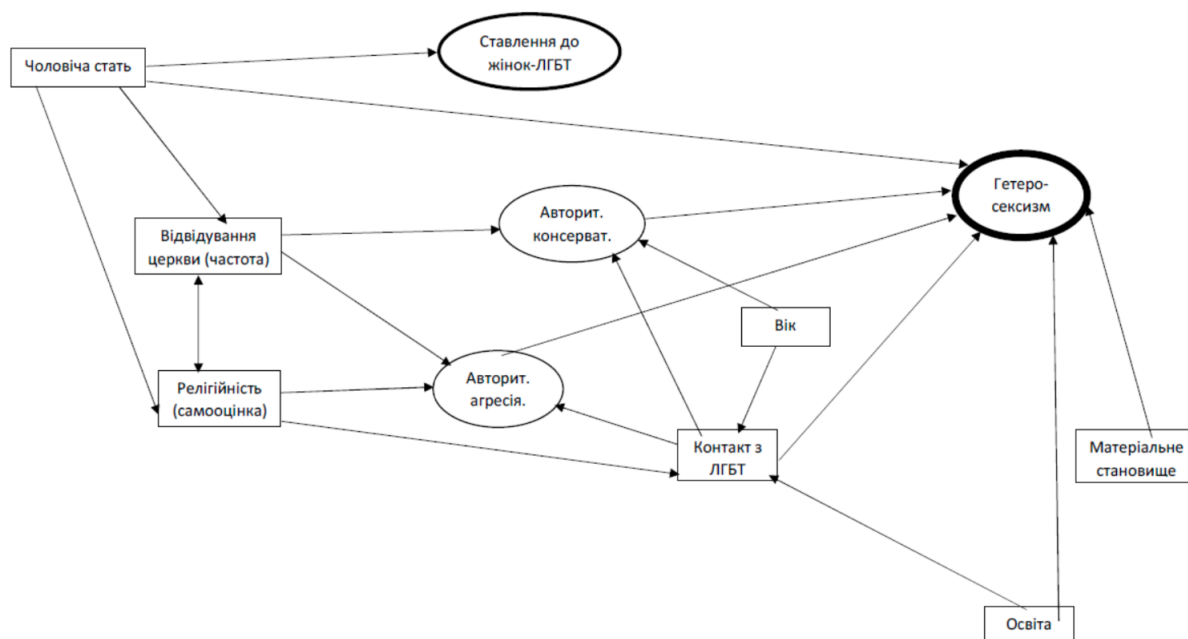 Ставлення до
жінок-ЛГБТ
Чоловіча стать
Гетеро-
сексизм
Авторит.
консерват.
Відвідування
церкви (частота)
Вік
Авторит.
агресія.
Релігійність
(самооцінка)
Контакт з
ЛГБТ
Матеріальне
становище
Освіта